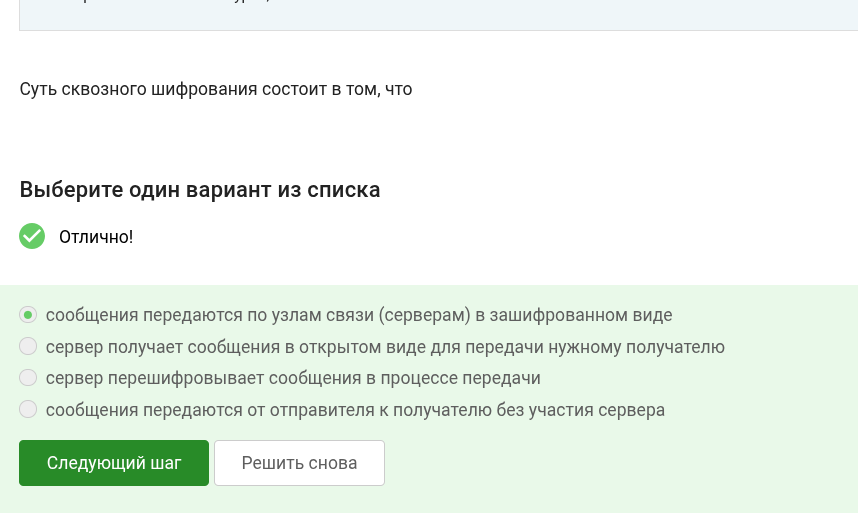 Суть сквозного шифрования состоит в том, что
Выберите один вариант из списка
Отлично!
сообщения передаются по узлам связи (серверам) в зашифрованном виде
сервер получает сообщения в открытом виде для передачи нужному получателю
сервер перешифровывает сообщения в процессе передачи
сообщения передаются от отправителя к получателю без участия сервера
Следующий шаг
Решить снова